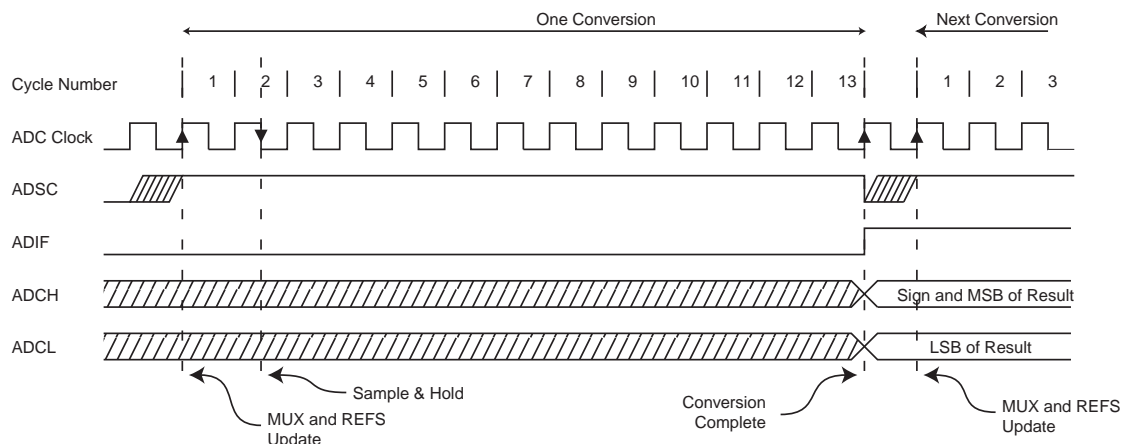 One Conversion
Next Conversion
Cycle Number
1 2 3 4 5 6 7 8 9 10 11 12 13 1 2 3
ADC Clock
ADSC
ADIF
ADCH
Sign and MSB of Result
ADCL
LSB of Result
Sample & Hold
MUX and REFS
Update
Conversion
Complete
MUX and REFS
Update